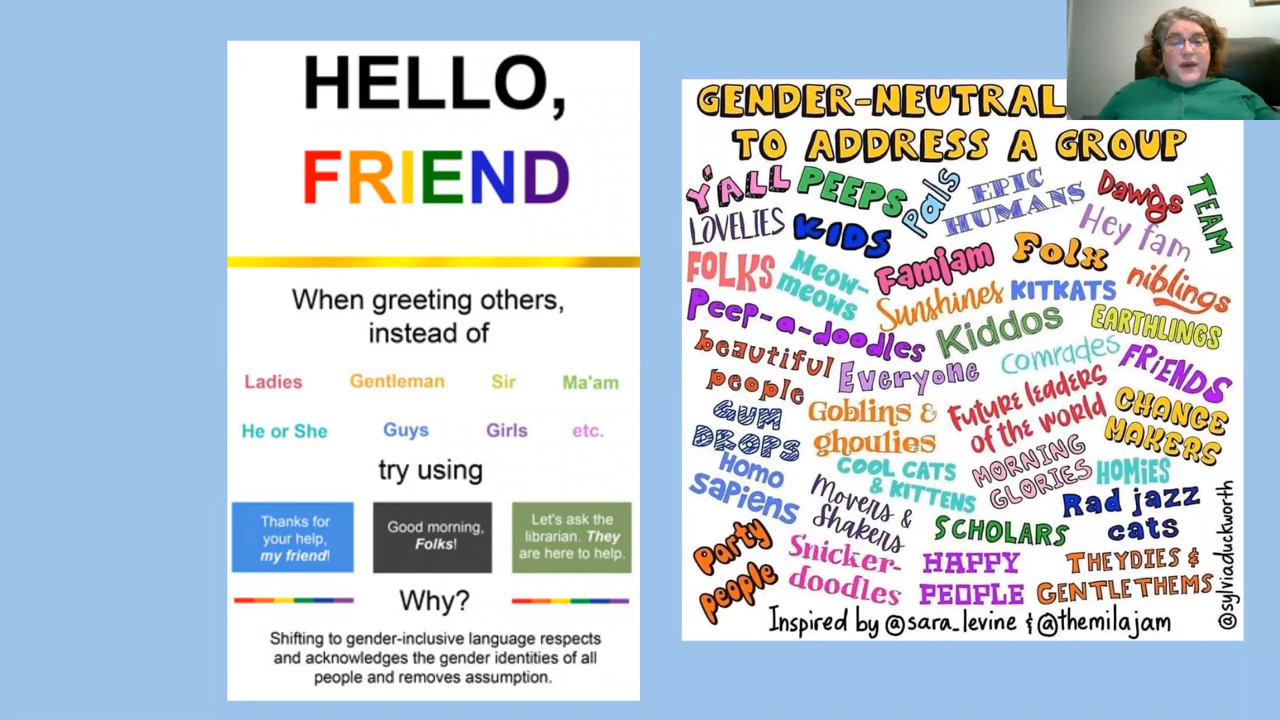 HELLO,
FRIEND
When greeting others,
instead of
Ladies Gentleman Sir Ma'am
He or She Guys Girls etc.
try using
Thanks for
your help,
my friend!
Good morning,
Folks!
Let's ask the
librarian. They
are here to help.
Why?
Shifting to gender-inclusive language respects
and acknowledges the gender identities of all
people and removes assumption.
GENDER-NEUTRAL
TO ADDRESS A GROUP
Y'ALL
PEEPS
Pals
EPIC
HUMANS
Dawgs
TEAM
LOVELIES
KIDS
Hey fam
FOLKS
Meow-
meows
Famjam
Folx
niblings
Sunshines
KITKATS
Peep-a-doodles
Kiddos
EARTHLINGS
beautiful
people
Everyone
comrades
FRiENDS
GUM
DROPS
Goblins &
ghoulies
Future leaders
of the world
CHANGE
MAKERS
Homo
sapiens
COOL CATS
& KITTENS
MORNING
GLORIES
HOMiES
Movers &
Shakers
SCHOLARS
Rad jazz
cats
Party
people
Snicker-
doodles
HAPPY
PEOPLE
THEYDIES &
GENTLETHEMS
Inspired by @sara_levine & @themilajam
@sylviaduckworth